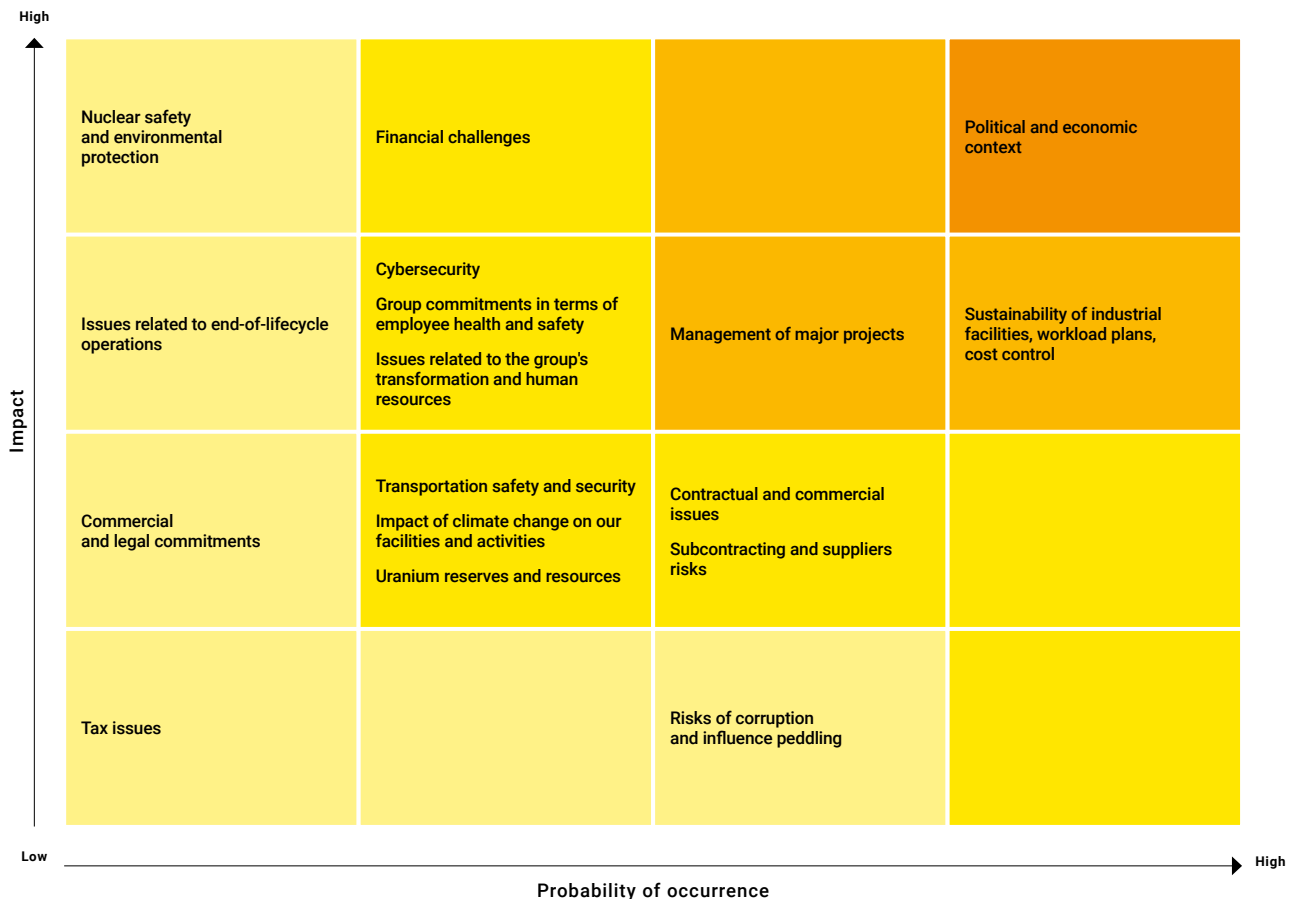 High
Nuclear safety
and environmental
protection
Financial challenges
Political and economic
context
Issues related to end-of-lifecycle
operations
Cybersecurity
Group commitments in terms of
employee health and safety
Issues related to the group's
transformation and human
resources
Management of major projects
Sustainability of industrial
facilities, workload plans,
cost control
Impact
Commercial
and legal commitments
Transportation safety and security
Impact of climate change on our
facilities and activities
Uranium reserves and resources
Contractual and commercial
issues
Subcontracting and suppliers
risks
Tax issues
Risks of corruption
and influence peddling
Low
High
Probability of occurrence